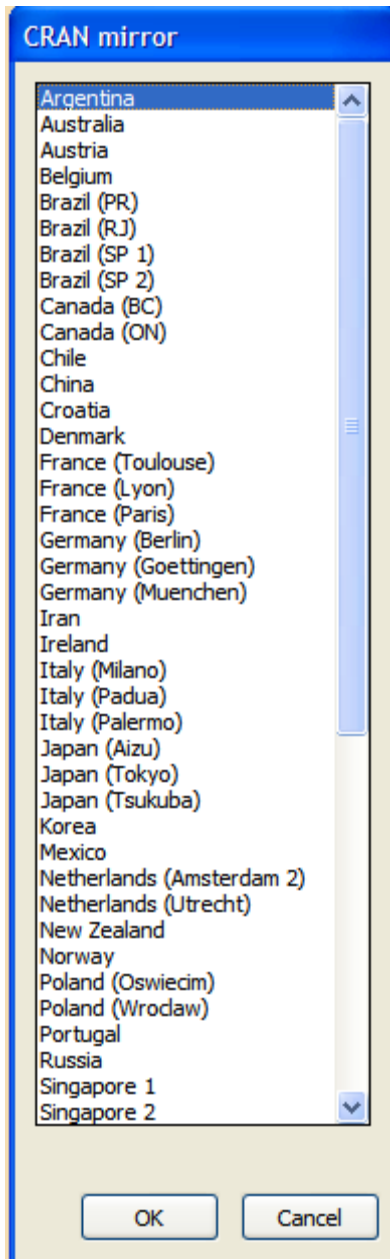 CRAN mirror
Argentina
Australia
Austria
Belgium
Brazil (PR)
Brazil (RJ)
Brazil (SP 1)
Brazil (SP 2)
Canada (BC)
Canada (ON)
Chile
China
Croatia
Denmark
France (Toulouse)
France (Lyon)
France (Paris)
Germany (Berlin)
Germany (Goettingen)
Germany (Muenchen)
Iran
Ireland
Italy (Milano)
Italy (Padua)
Italy (Palermo)
Japan (Aizu)
Japan (Tokyo)
Japan (Tsukuba)
Korea
Mexico
Netherlands (Amsterdam 2)
Netherlands (Utrecht)
New Zealand
Norway
Poland (Oswiecim)
Poland (Wroclaw)
Portugal
Russia
Singapore 1
Singapore 2
OK Cancel